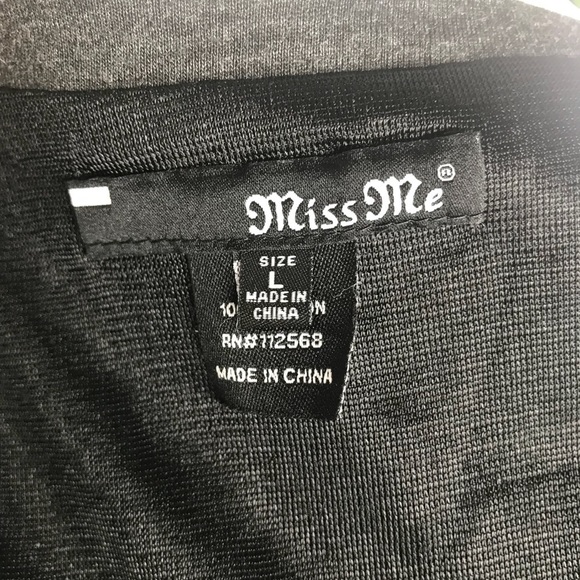 Miss Me®
SIZE
L
MADE IN
CHINA
RN#112568
MADE IN CHINA